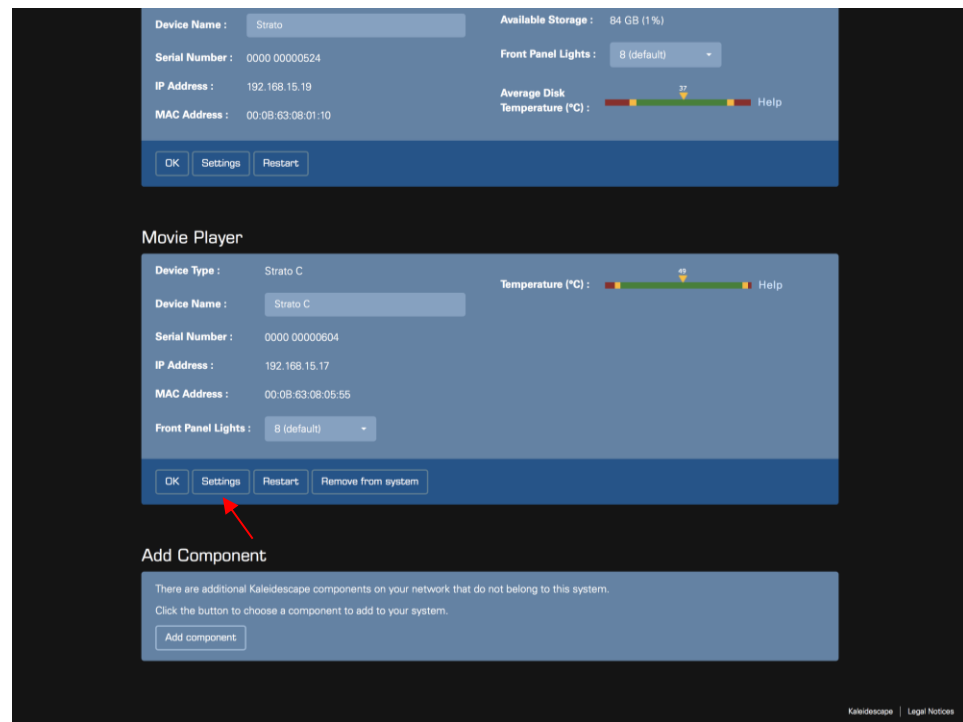 Device Name : Strato
Serial Number : 0000 00000524
IP Address : 192.168.15.19
MAC Address : 00:0B:63:08:01:10
Available Storage : 84 GB (1%)
Front Panel Lights : 8 (default)
37
Average Disk
Temperature (°C) : Help
OK Settings Restart
Movie Player
Device Type : Strato C
Device Name : Strato C
Serial Number : 0000 00000604
IP Address : 192.168.15.17
MAC Address : 00:0B:63:08:05:55
Front Panel Lights : 8 (default)
49
Temperature (°C) : Help
OK Settings Restart Remove from system
Add Component
There are additional Kaleidescape components on your network that do not belong to this system.
Click the button to choose a component to add to your system.
Add component
Kaleidescape | Legal Notices